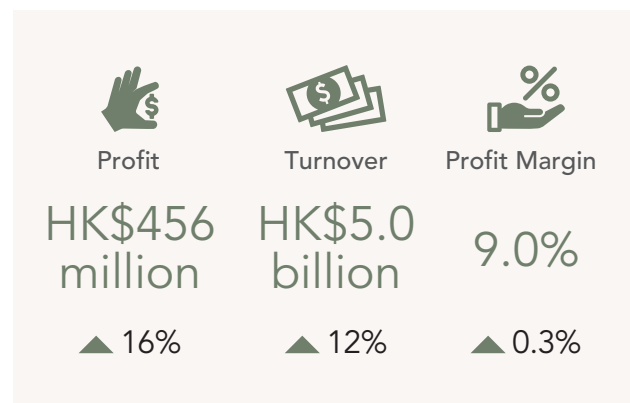 Profit
HK$456
million
16%
Turnover
HK$5.0
billion
12%
Profit Margin
9.0%
0.3%